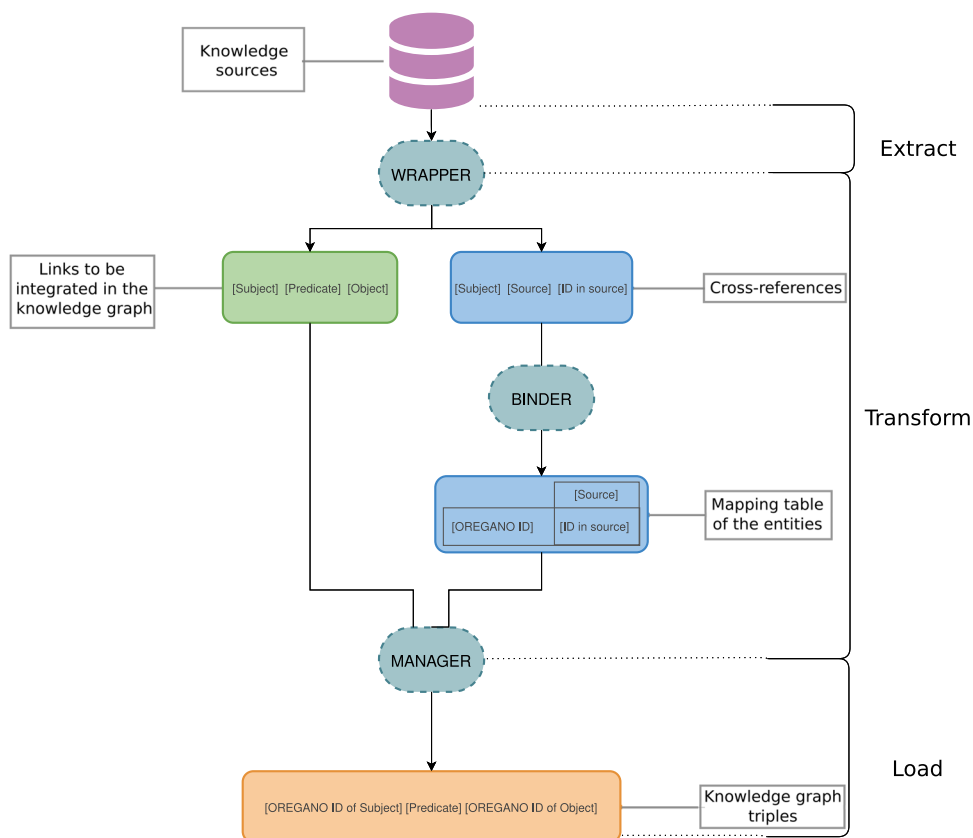 Knowledge
sources
Extract
WRAPPER
Links to be
integrated in the
knowledge graph
[Subject] [Predicate] [Object]
[Subject] [Source] [ID in source]
Cross-references
BINDER
Transform
[Source]
[OREGANO ID] [ID in source]
Mapping table
of the entities
MANAGER
Load
[OREGANO ID of Subject] [Predicate] [OREGANO ID of Object]
Knowledge graph
triples